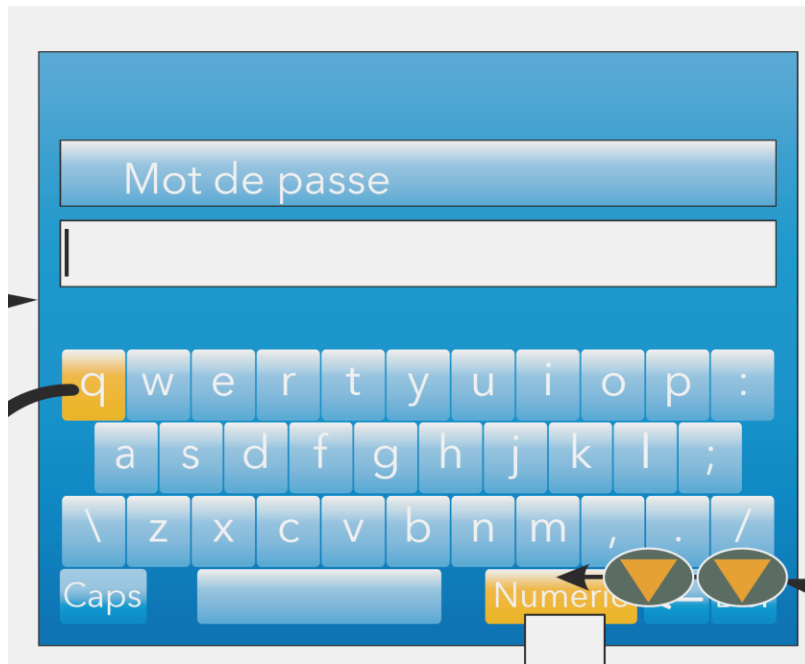 Mot de passe
q w e r t y u i o p :
a s d f g h j k l ;
\ z x c v b n m , . /
Caps